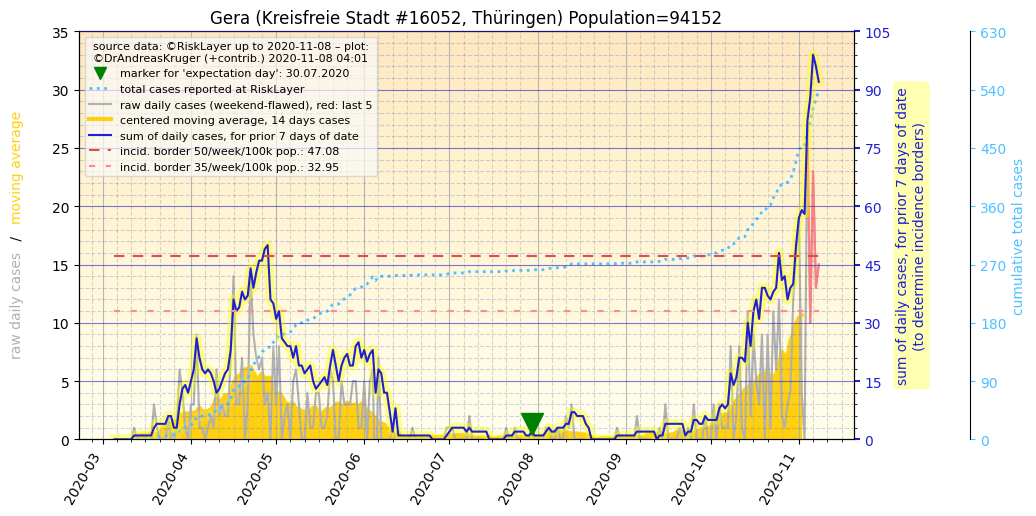 Gera (Kreisfreie Stadt #16052, Thüringen) Population=94152
source data: ©RiskLayer up to 2020-11-08 – plot:
©DrAndreasKruger (+contrib.) 2020-11-08 04:01
marker for 'expectation day': 30.07.2020
total cases reported at RiskLayer
raw daily cases (weekend-flawed), red: last 5
centered moving average, 14 days cases
sum of daily cases, for prior 7 days of date
incid. border 50/week/100k pop.: 47.08
incid. border 35/week/100k pop.: 32.95
raw daily cases / moving average
35
30
25
20
15
10
5
0
2020-03
2020-04
2020-05
2020-06
2020-07
2020-08
2020-09
2020-10
2020-11
105
90
75
60
45
30
15
0
sum of daily cases, for prior 7 days of date
(to determine incidence borders)
630
540
450
360
270
180
90
0
cumulative total cases